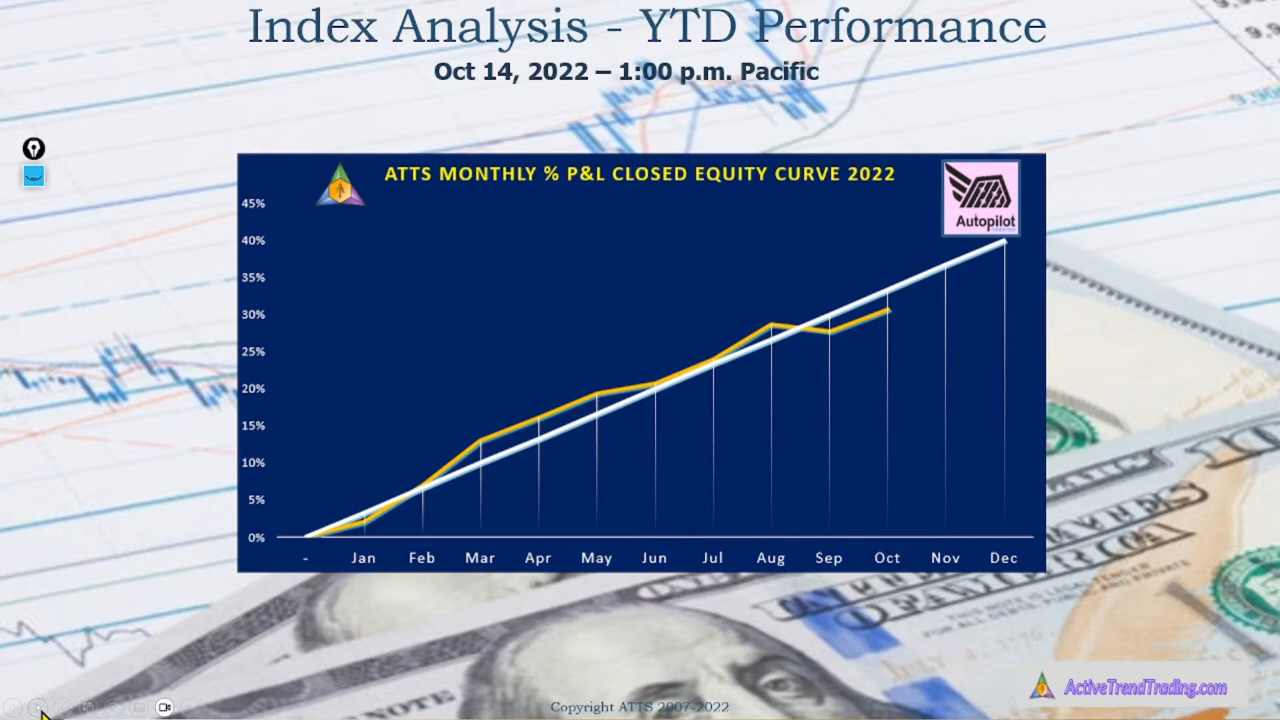 Index Analysis - YTD Performance
Oct 14, 2022 – 1:00 p.m. Pacific
ATTS MONTHLY % P&L CLOSED EQUITY CURVE 2022
Autopilot
45%
40%
35%
30%
25%
20%
15%
10%
5%
0%
- Jan Feb Mar Apr May Jun Jul Aug Sep Oct Nov Dec
ActiveTrendTrading.com
Copyright ATTS 2007-2022
NOTE